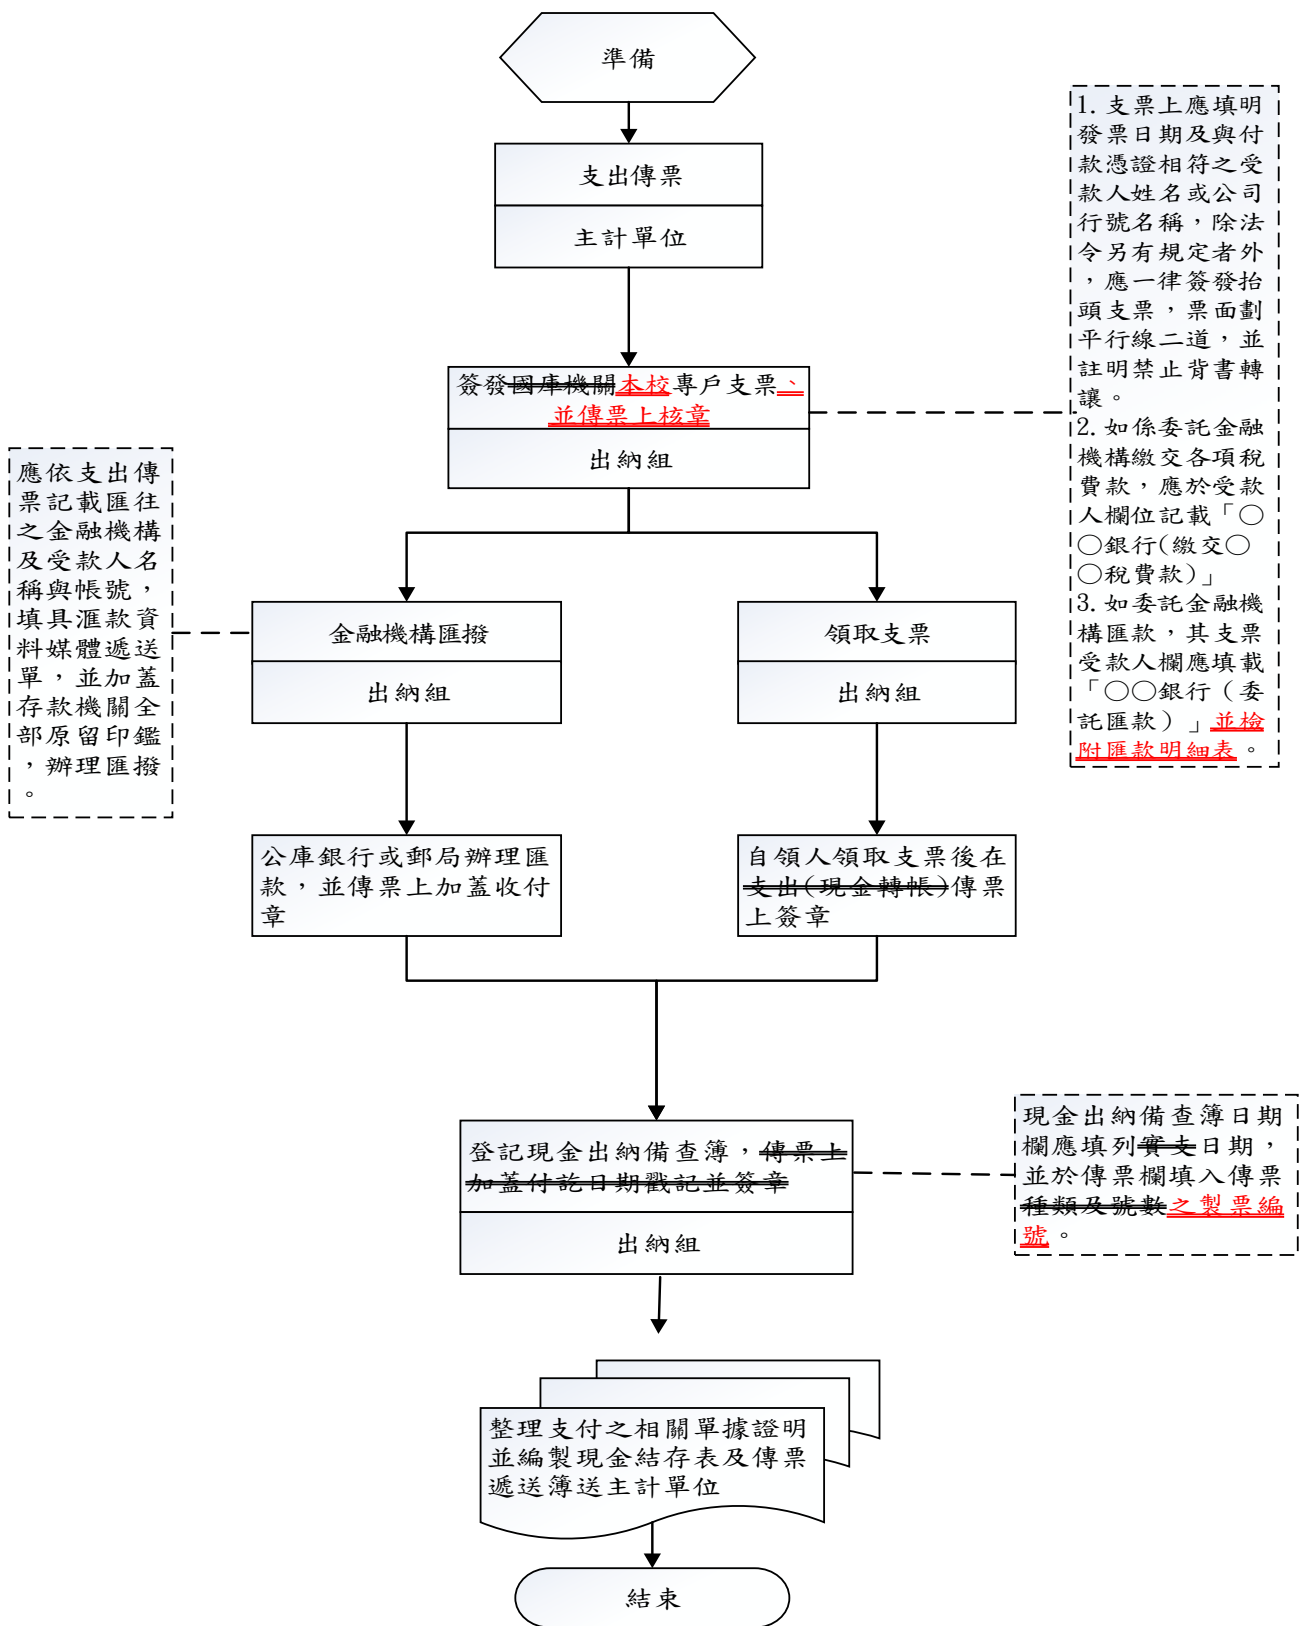 準備
支出傳票
主計單位
簽發國庫機關本校專戶支票、
並傳票上核章
出納組
1. 支票上應填明
發票日期及與付
款憑證相符之受
款人姓名或公司
行號名稱，除法
令另有規定者外
，應一律簽發抬
頭支票，票面劃
平行線二道，並
註明禁止背書轉
讓。
2. 如係委託金融
機構繳交各項稅
費款，應於受款
人欄位記載「○
○銀行(繳交○
○稅費款)」
3. 如委託金融機
構匯款，其支票
受款人欄應填載
「○○銀行（委
託匯款）」並檢
附匯款明細表。
應依支出傳
票記載匯往
之金融機構
及受款人名
稱與帳號，
填具滙款資
料媒體遞送
單，並加蓋
存款機關全
部原留印鑑
，辦理匯撥
。
金融機構匯撥
出納組
領取支票
出納組
公庫銀行或郵局辦理匯
款，並傳票上加蓋收付
章
自領人領取支票後在
支出(現金轉帳)傳票
上簽章
登記現金出納備查簿，傳票上
加蓋付訖日期戳記並簽章
出納組
現金出納備查簿日期
欄應填列實支日期，
並於傳票欄填入傳票
種類及號數之製票編
號。
整理支付之相關單據證明
並編製現金結存表及傳票
遞送簿送主計單位
結束